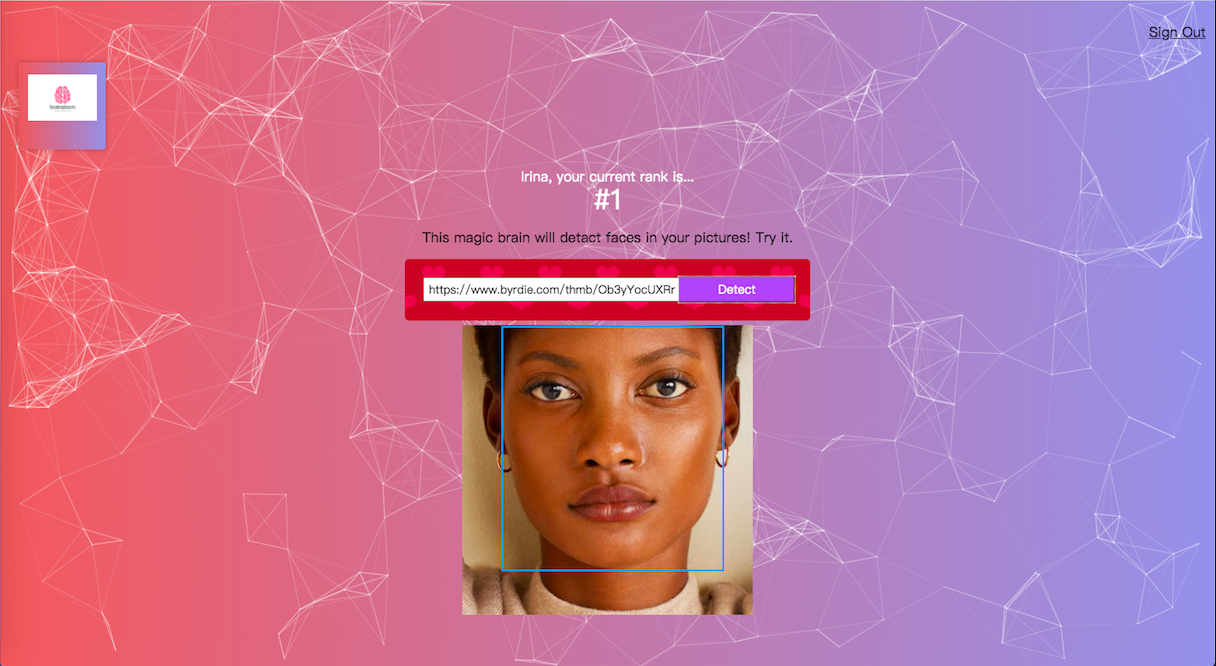 Sign Out
brainstorm
Irina, your current rank is...
#1
This magic brain will detact faces in your pictures! Try it.
https://www.byrdie.com/thmb/Ob3yYocUXRr
Detect